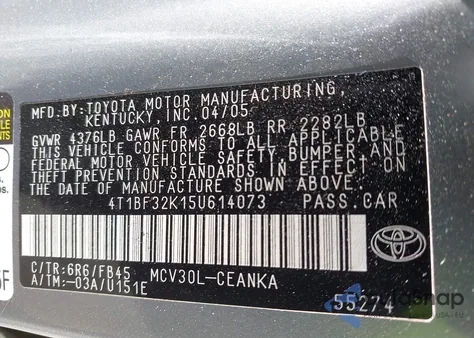 MFD.BY: TOYOTA MOTOR MANUFACTURING,
KENTUCKY, INC.04/05
GVWR 4376LB GAWR FR 2668LB RR 2282LB
THIS VEHICLE CONFORMS TO ALL APPLICABLE
FEDERAL MOTOR VEHICLE SAFETY, BUMPER AND
THEFT PREVENTION STANDARDS IN EFFECT ON
THE DATE OF MANUFACTURE SHOWN ABOVE.
4T1BF32K15U614073 PASS.CAR
C/TR:6R6/FB45 MCV30L-CEANKA
A/TM:-03A/U151E
55274